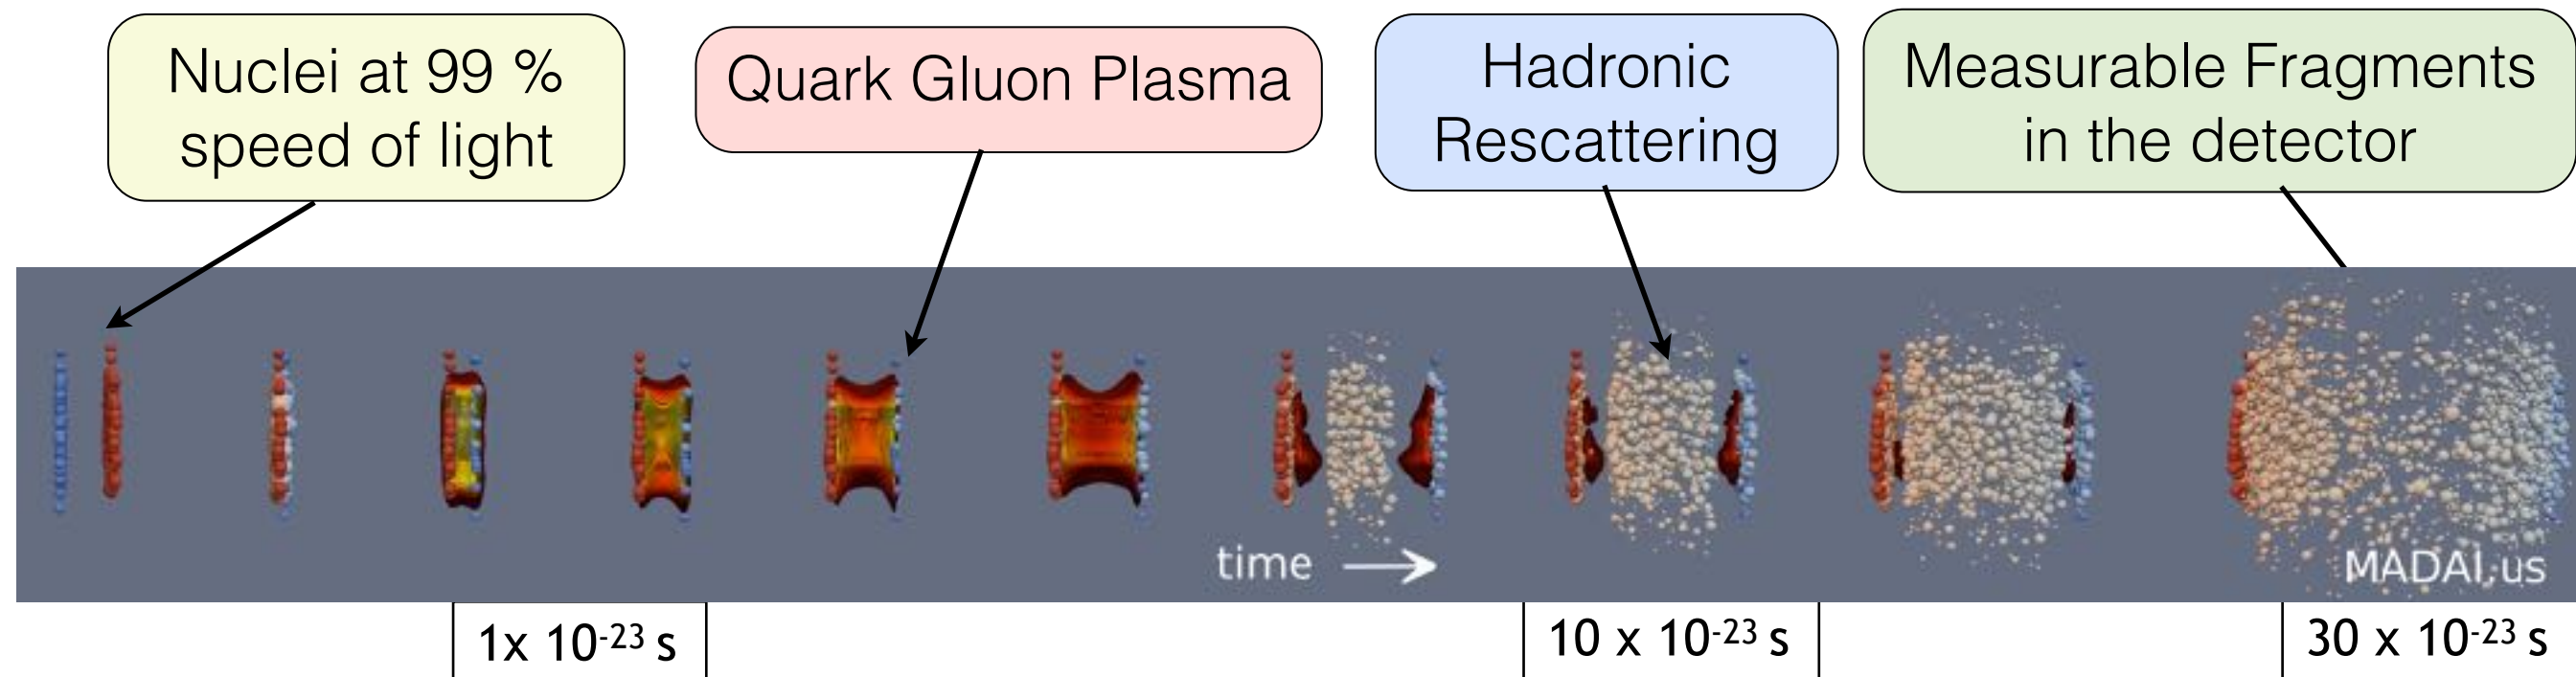 Nuclei at 99 %
speed of light
Quark Gluon Plasma
Hadronic
Rescattering
Measurable Fragments
in the detector
time
MADAI.us
1x 10⁻²³ s
10 x 10⁻²³ s
30 x 10⁻²³ s